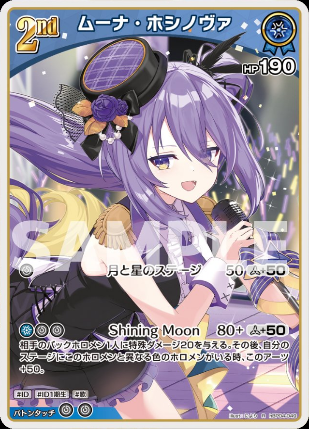 2nd ムーナ・ホシノヴァ
HP190
SAMPLE
月と星のステージ 50 +50
Shining Moon 80+ +50
相手のバックホロメン1人に特殊ダメージ20を与える。その後、自分の
ステージにこのホロメンと異なる色のホロメンがいる時、このアーツ
+50。
#ID #ID1期生 #歌
バトンタッチ